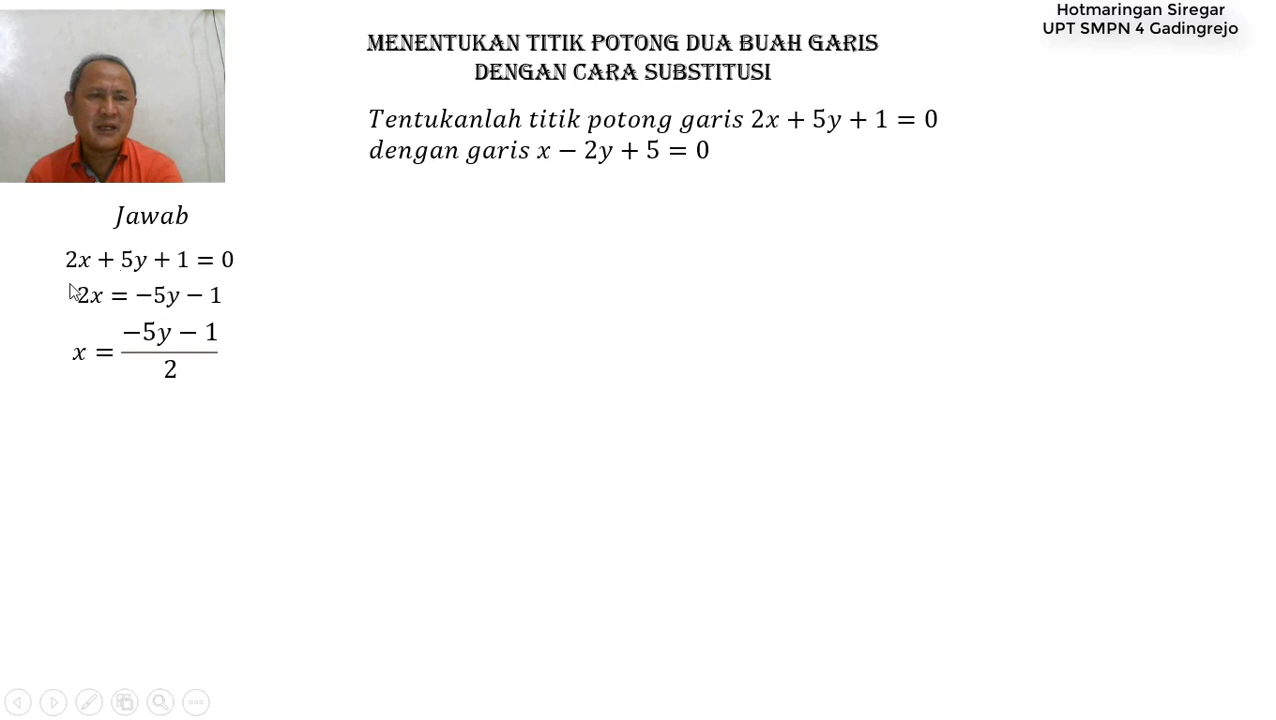 Hotmaringan Siregar
UPT SMPN 4 Gadingrejo
MENENTUKAN TITIK POTONG DUA BUAH GARIS
DENGAN CARA SUBSTITUSI
Tentukanlah titik potong garis 2x + 5y + 1 = 0
dengan garis x − 2y + 5 = 0
Jawab
2x + 5y + 1 = 0
2x = −5y − 1
x = (−5y − 1)/2